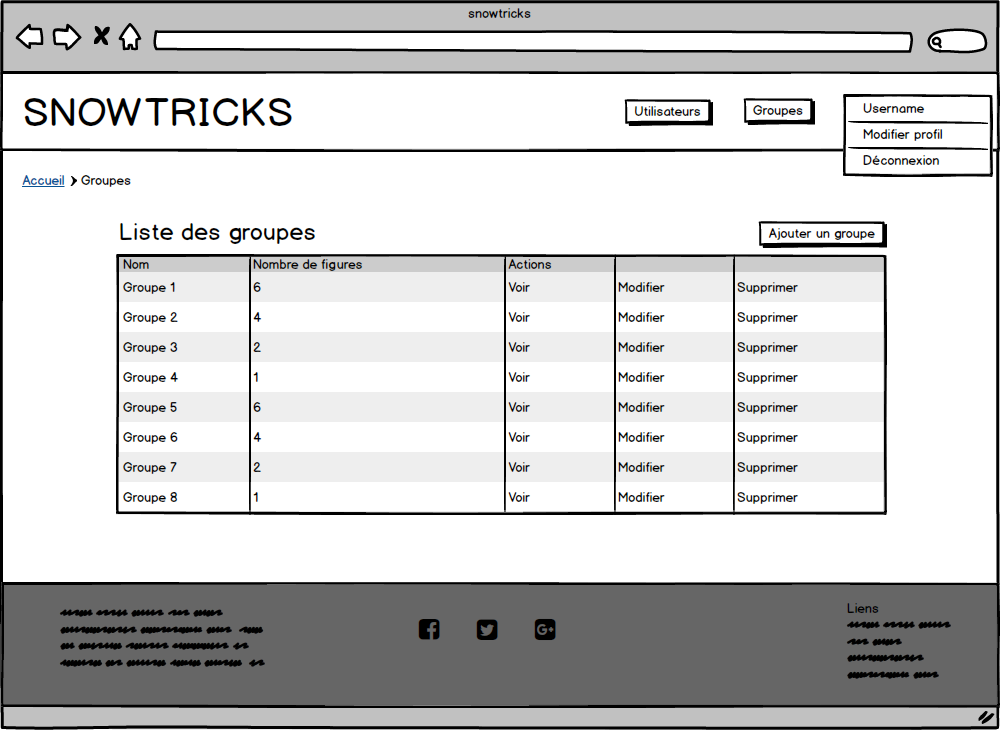 snowtricks
SNOWTRICKS
Utilisateurs
Groupes
Username
Modifier profil
Déconnexion
Accueil Groupes
Liste des groupes
Ajouter un groupe
Nom Nombre de figures Actions
Groupe 1 6 Voir Modifier Supprimer
Groupe 2 4 Voir Modifier Supprimer
Groupe 3 2 Voir Modifier Supprimer
Groupe 4 1 Voir Modifier Supprimer
Groupe 5 6 Voir Modifier Supprimer
Groupe 6 4 Voir Modifier Supprimer
Groupe 7 2 Voir Modifier Supprimer
Groupe 8 1 Voir Modifier Supprimer
Liens